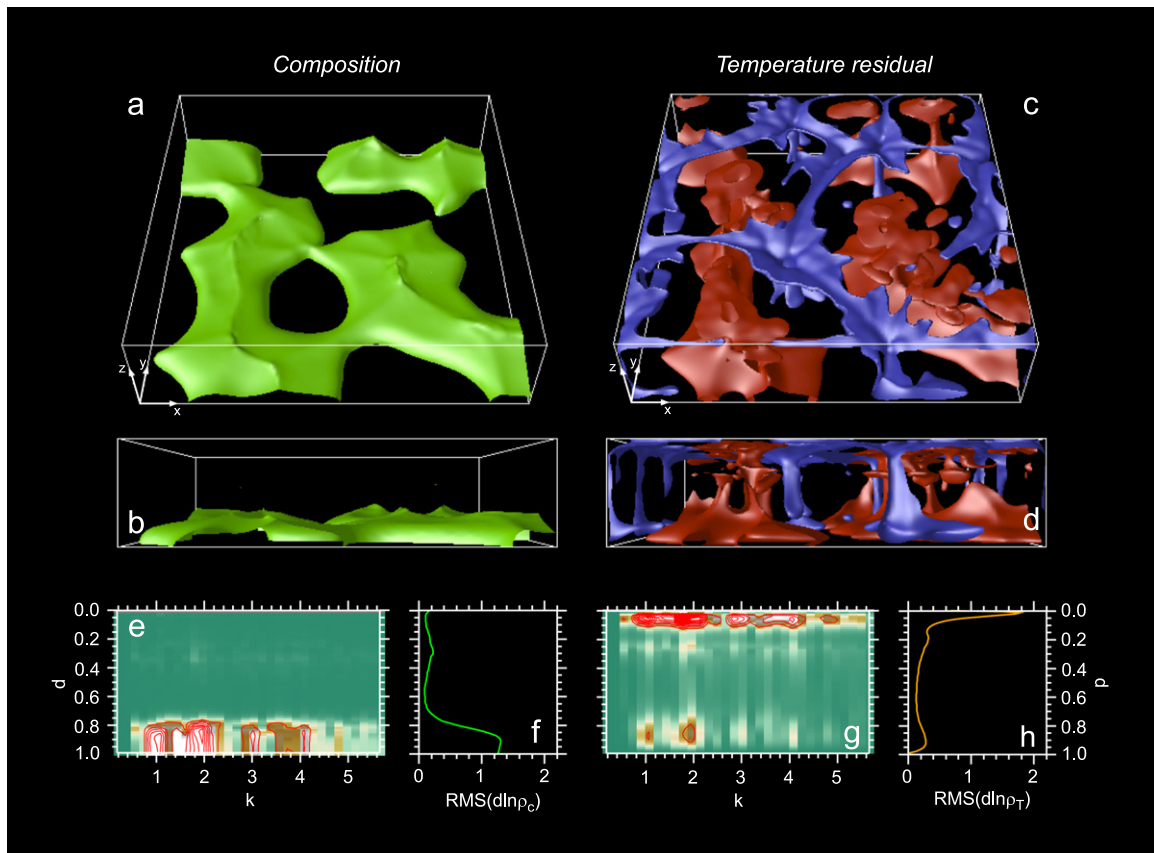 Composition
Temperature residual
a
c
z
y
x
z
y
x
b
d
0.0
0.2
0.4
0.6
0.8
1.0
d
e
1
2
3
4
5
k
f
0
1
2
RMS(dlnρc)
g
1
2
3
4
5
k
h
0
1
2
RMS(dlnρT)
0.0
0.2
0.4
0.6
0.8
1.0
d